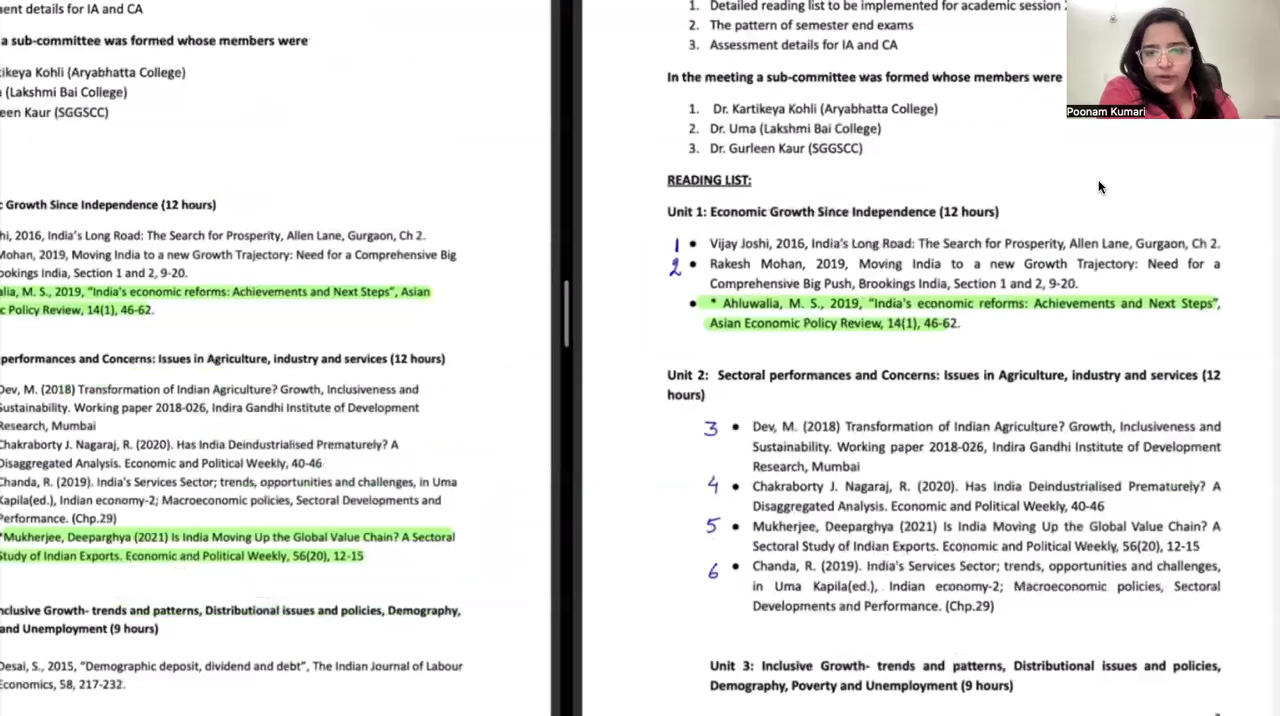 ent details for IA and CA
a sub-committee was formed whose members were
tikeya Kohli (Aryabhatta College)
(Lakshmi Bai College)
een Kaur (SGGSCC)
c Growth Since Independence (12 hours)
hi, 2016, India's Long Road: The Search for Prosperity, Allen Lane, Gurgaon, Ch 2.
Mohan, 2019, Moving India to a new Growth Trajectory: Need for a Comprehensive Big
ookings India, Section 1 and 2, 9-20.
alia, M. S., 2019, "India's economic reforms: Achievements and Next Steps", Asian
c Policy Review, 14(1), 46-62.
performances and Concerns: Issues in Agriculture, industry and services (12 hours)
Dev, M. (2018) Transformation of Indian Agriculture? Growth, Inclusiveness and
Sustainability. Working paper 2018-026, Indira Gandhi Institute of Development
Research, Mumbai
Chakraborty J. Nagaraj, R. (2020). Has India Deindustrialised Prematurely? A
Disaggregated Analysis. Economic and Political Weekly, 40-46
Chanda, R. (2019). India's Services Sector; trends, opportunities and challenges, in Uma
Kapila(ed.), Indian economy-2; Macroeconomic policies, Sectoral Developments and
Performance. (Chp.29)
*Mukherjee, Deeparghya (2021) Is India Moving Up the Global Value Chain? A Sectoral
Study of Indian Exports. Economic and Political Weekly, 56(20), 12-15
nclusive Growth- trends and patterns, Distributional issues and policies, Demography,
and Unemployment (9 hours)
Desai, S., 2015, "Demographic deposit, dividend and debt", The Indian Journal of Labour
Economics, 58, 217-232.
1. Detailed reading list to be implemented for academic session
2. The pattern of semester end exams
3. Assessment details for IA and CA
In the meeting a sub-committee was formed whose members were
1. Dr. Kartikeya Kohli (Aryabhatta College)
2. Dr. Uma (Lakshmi Bai College)
3. Dr. Gurleen Kaur (SGGSCC)
READING LIST:
Unit 1: Economic Growth Since Independence (12 hours)
1 • Vijay Joshi, 2016, India's Long Road: The Search for Prosperity, Allen Lane, Gurgaon, Ch 2.
2 • Rakesh Mohan, 2019, Moving India to a new Growth Trajectory: Need for a
Comprehensive Big Push, Brookings India, Section 1 and 2, 9-20.
• * Ahluwalia, M. S., 2019, "India's economic reforms: Achievements and Next Steps",
Asian Economic Policy Review, 14(1), 46-62.
Unit 2: Sectoral performances and Concerns: Issues in Agriculture, industry and services (12
hours)
3 • Dev, M. (2018) Transformation of Indian Agriculture? Growth, Inclusiveness and
Sustainability. Working paper 2018-026, Indira Gandhi Institute of Development
Research, Mumbai
4 • Chakraborty J. Nagaraj, R. (2020). Has India Deindustrialised Prematurely? A
Disaggregated Analysis. Economic and Political Weekly, 40-46
5 • Mukherjee, Deeparghya (2021) Is India Moving Up the Global Value Chain? A
Sectoral Study of Indian Exports. Economic and Political Weekly, 56(20), 12-15
6 • Chanda, R. (2019). India's Services Sector; trends, opportunities and challenges,
in Uma Kapila(ed.), Indian economy-2; Macroeconomic policies, Sectoral
Developments and Performance. (Chp.29)
Unit 3: Inclusive Growth- trends and patterns, Distributional issues and policies,
Demography, Poverty and Unemployment (9 hours)
Poonam Kumari